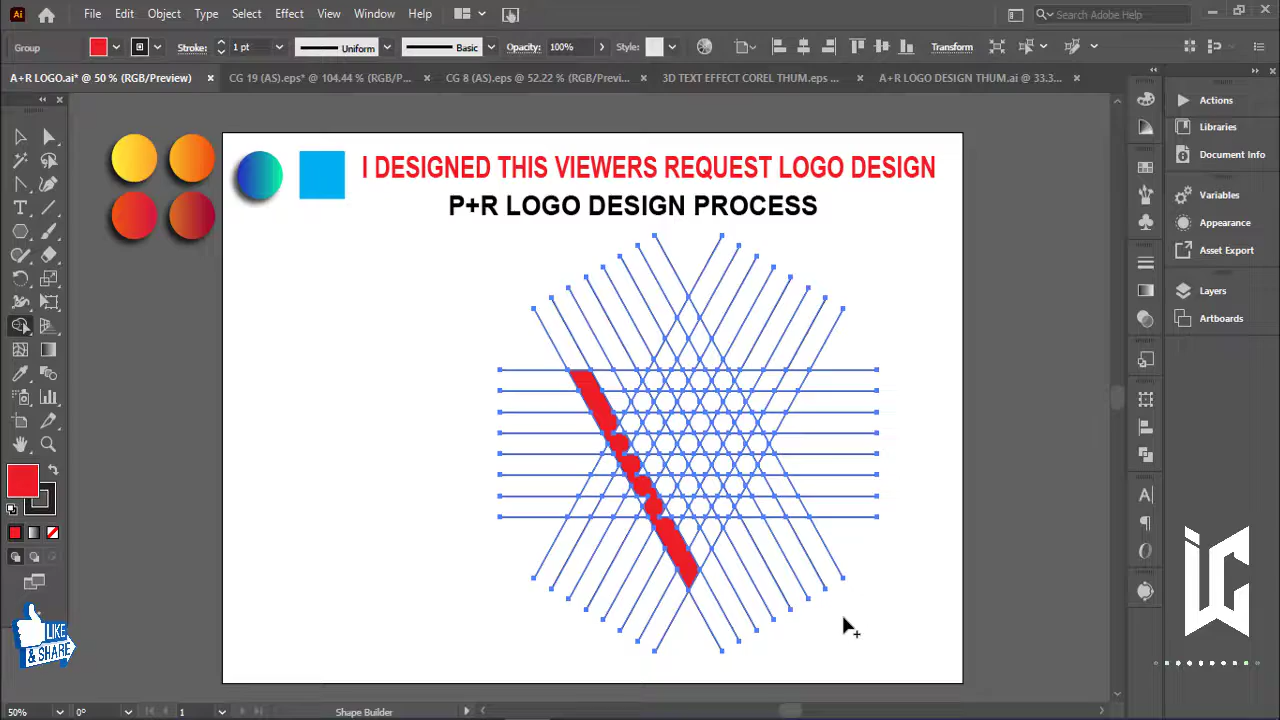 Ai File Edit Object Type Select Effect View Window Help Search Adobe Help
Group Stroke: 1 pt Uniform Basic Opacity: 100% Style: Transform
A+R LOGO.ai* @ 50 % (RGB/Preview) × CG 19 (AS).eps* @ 104.44 % (RGB/P... × CG 8 (AS).eps @ 52.22 % (RGB/Previ... × 3D TEXT EFFECT COREL THUM.eps ... × A+R LOGO DESIGN THUM.ai @ 33.3... ×
Actions
Libraries
Document Info
Variables
Appearance
Asset Export
Layers
Artboards
I DESIGNED THIS VIEWERS REQUEST LOGO DESIGN
P+R LOGO DESIGN PROCESS
LIKE
& SHARE
50% 0° 1 Shape Builder